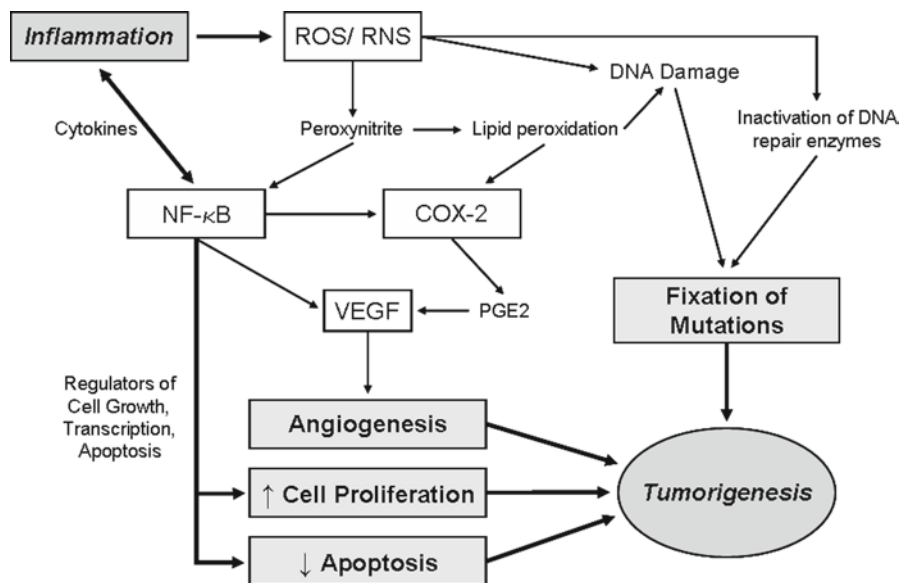 Inflammation
ROS/ RNS
DNA Damage
Cytokines
Peroxynitrite
Lipid peroxidation
Inactivation of DNA
repair enzymes
NF-κB
COX-2
VEGF
PGE2
Fixation of
Mutations
Regulators of
Cell Growth,
Transcription,
Apoptosis
Angiogenesis
↑ Cell Proliferation
↓ Apoptosis
Tumorigenesis